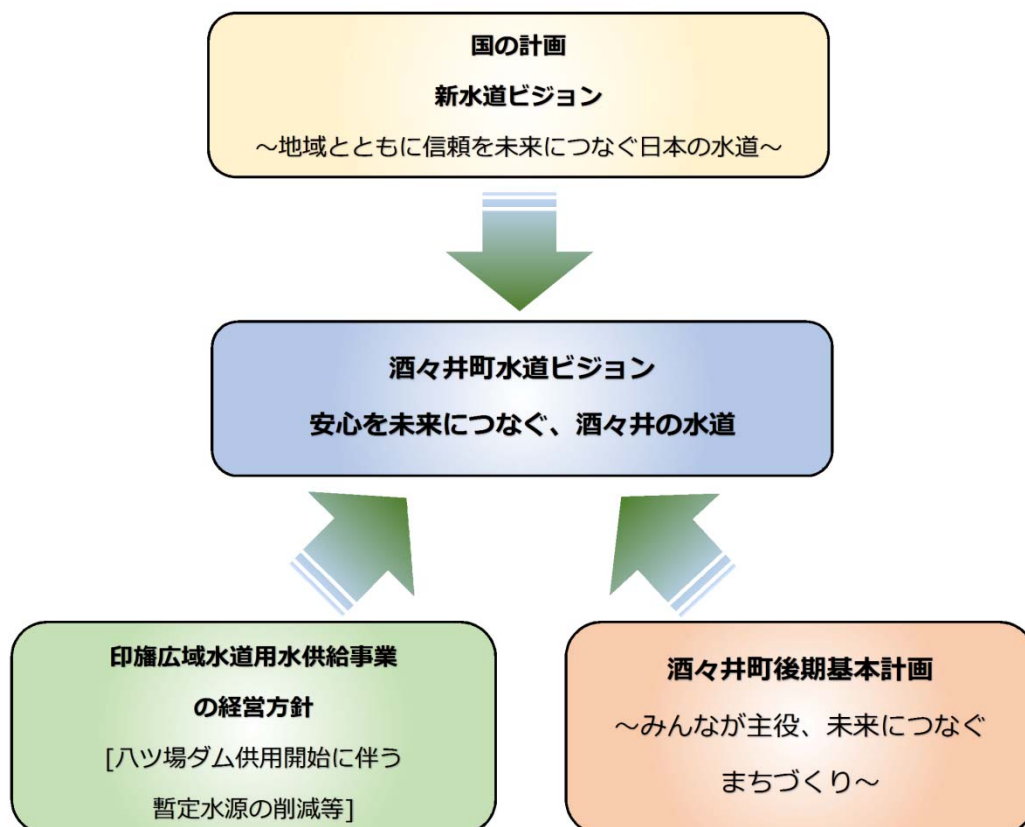 国の計画
新水道ビジョン
～地域とともに信頼を未来につなぐ日本の水道～
酒々井町水道ビジョン
安心を未来につなぐ、酒々井の水道
印旛広域水道用水供給事業
の経営方針
[八ツ場ダム供用開始に伴う
暫定水源の削減等]
酒々井町後期基本計画
～みんなが主役、未来につなぐ
まちづくり～